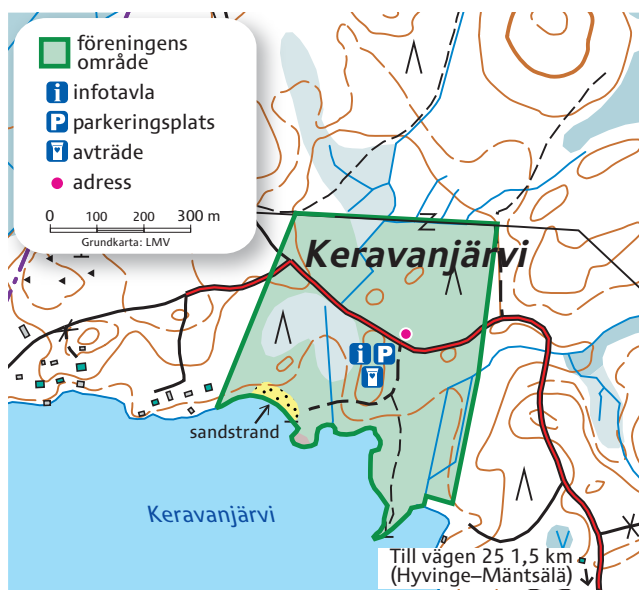 föreningens
område
infotavla
parkeringsplats
avträde
adress
0 100 200 300 m
Grundkarta: LMV
Keravanjärvi
sandstrand
Keravanjärvi
Till vägen 25 1,5 km
(Hyvinge–Mäntsälä)